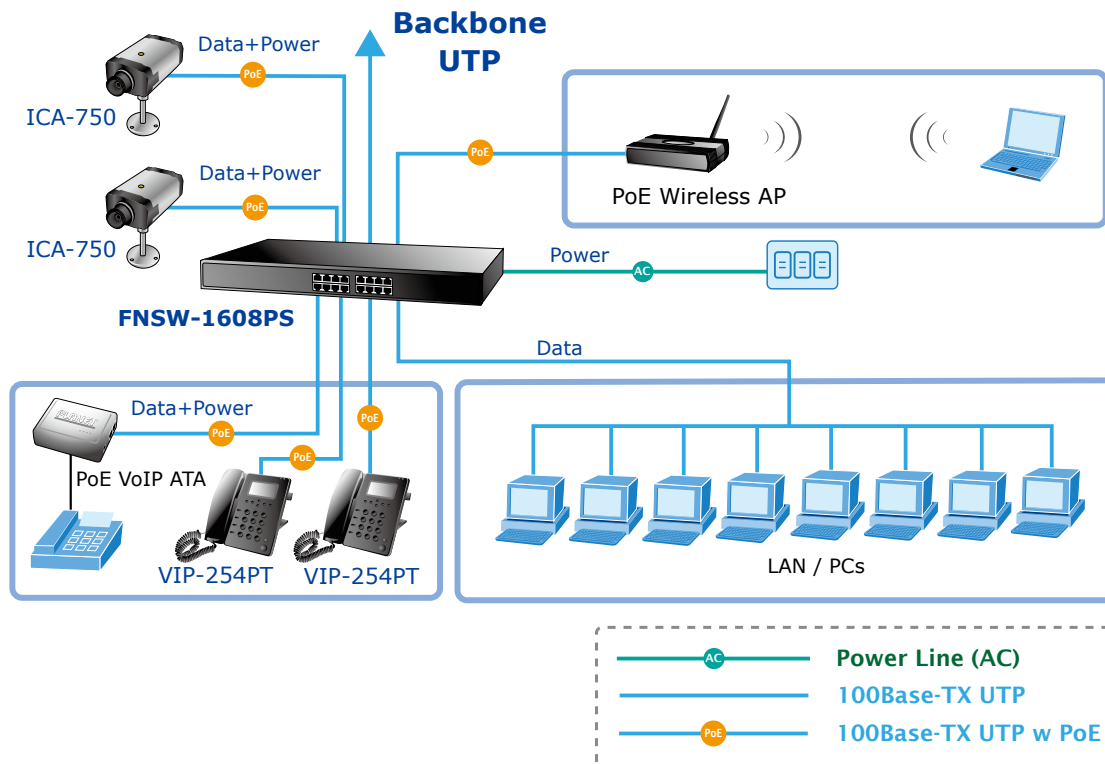 Backbone
UTP
Data+Power
PoE
ICA-750
Data+Power
PoE
ICA-750
PoE
PoE Wireless AP
Power
AC
FNSW-1608PS
Data
Data+Power
PoE
PoE
PoE
PLANET
PoE VoIP ATA
VIP-254PT
VIP-254PT
LAN / PCs
AC
Power Line (AC)
100Base-TX UTP
PoE
100Base-TX UTP w PoE